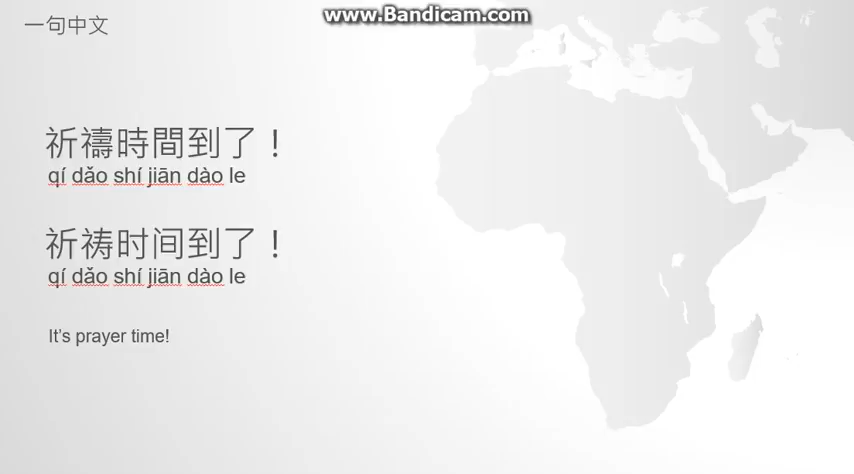 www.Bandicam.com
一句中文
祈禱時間到了！
qí dǎo shí jiān dào le
祈祷时间到了！
qí dǎo shí jiān dào le
It’s prayer time!